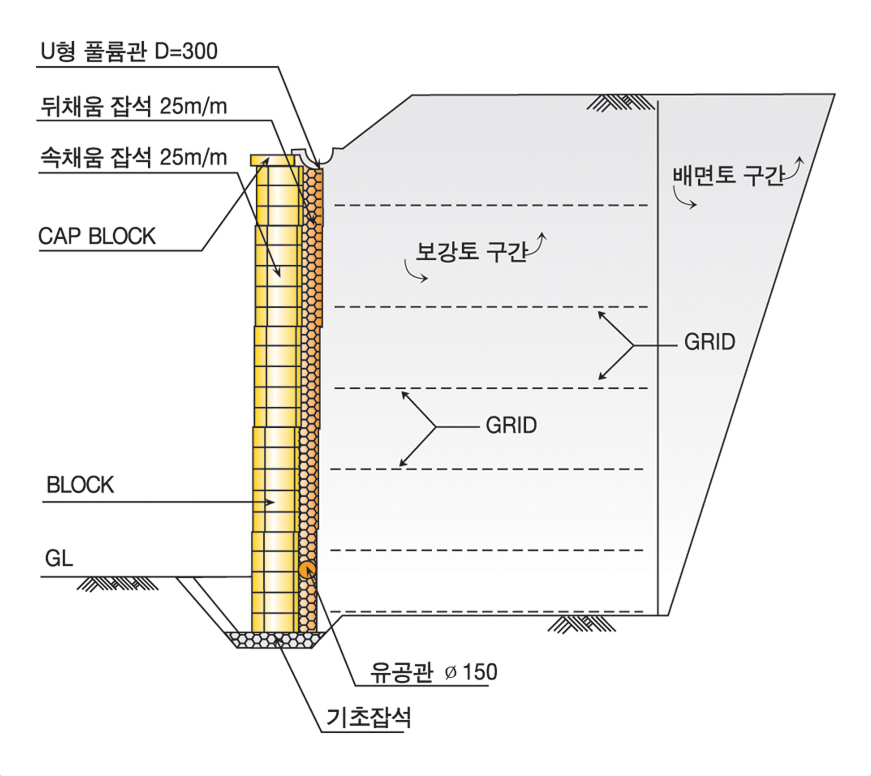 U형 풀륨관 D=300
뒤채움 잡석 25m/m
속채움 잡석 25m/m
CAP BLOCK
배면토 구간
보강토 구간
GRID
GRID
BLOCK
GL
유공관 ø 150
기초잡석